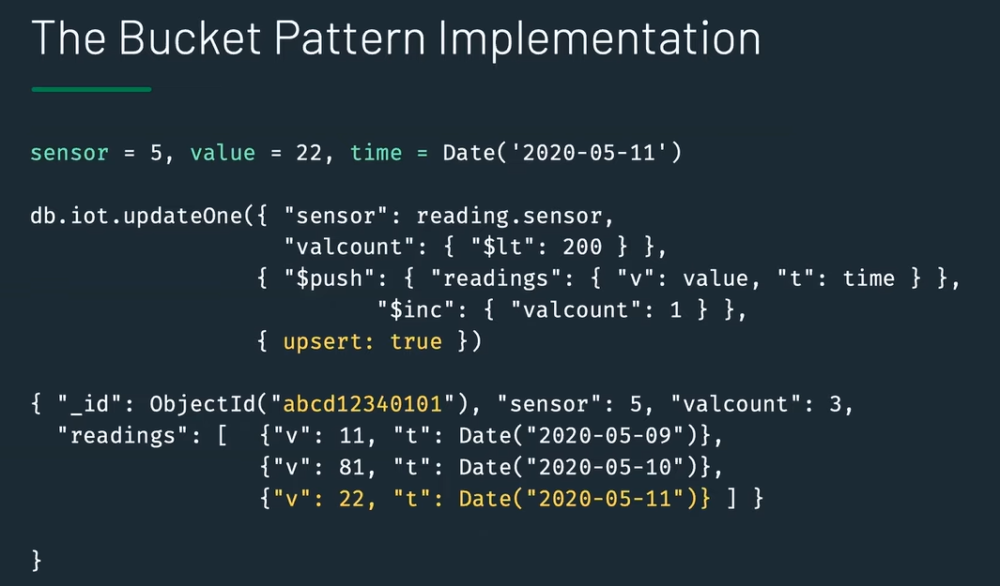 The Bucket Pattern Implementation
sensor = 5, value = 22, time = Date('2020-05-11')
db.iot.updateOne({ "sensor": reading.sensor,
"valcount": { "$lt": 200 } },
{ "$push": { "readings": { "v": value, "t": time } },
"$inc": { "valcount": 1 } },
{ upsert: true })
{ "_id": ObjectId("abcd12340101"), "sensor": 5, "valcount": 3,
"readings": [ {"v": 11, "t": Date("2020-05-09")},
{"v": 81, "t": Date("2020-05-10")},
{"v": 22, "t": Date("2020-05-11")} ] }
}